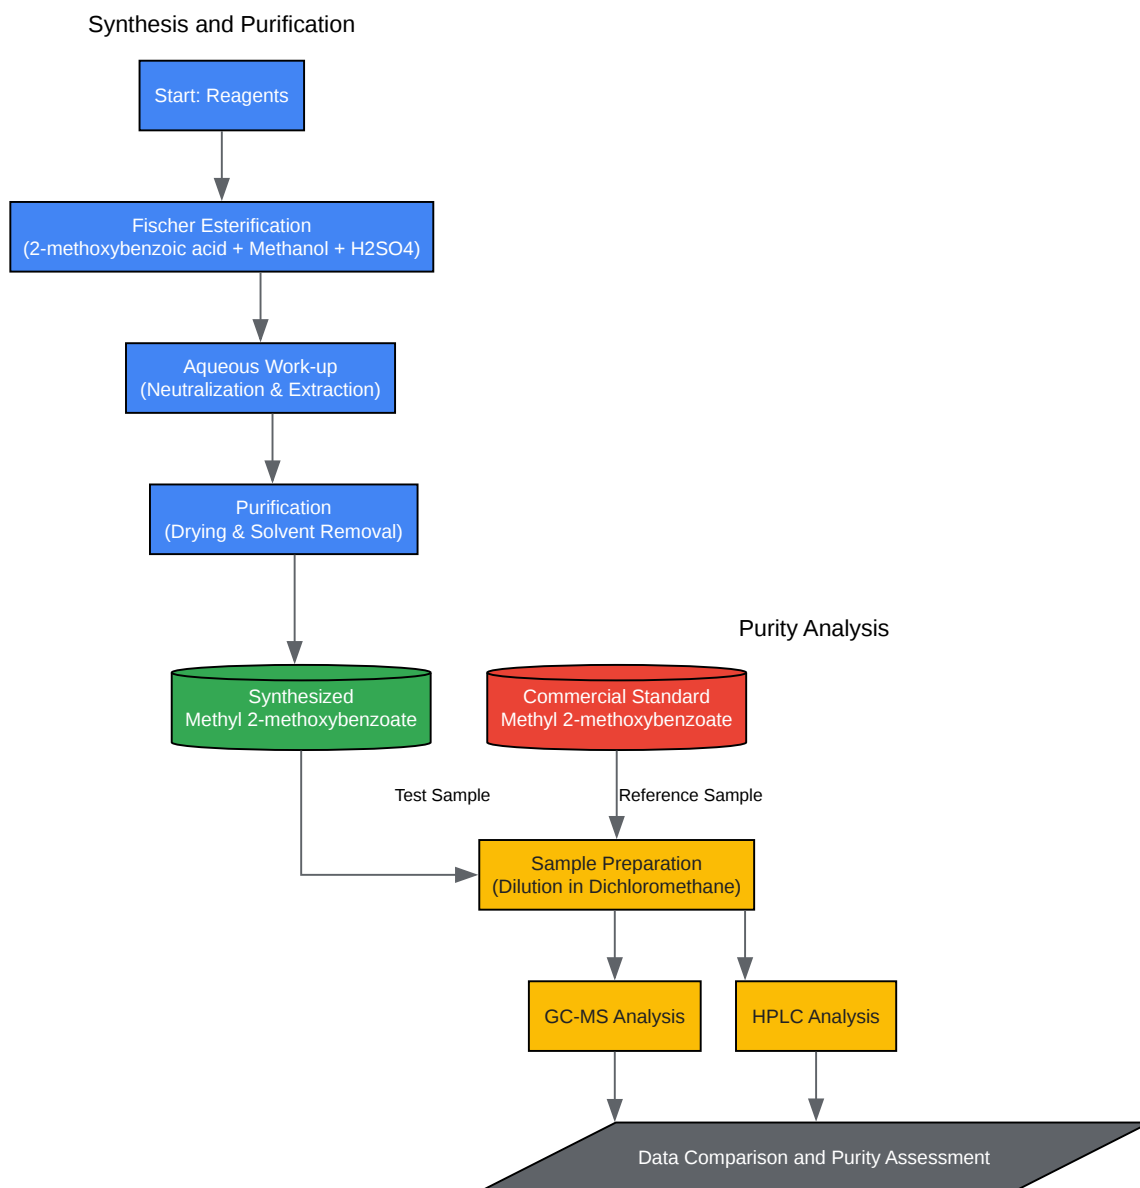 Synthesis and Purification
Start: Reagents
Fischer Esterification
(2-methoxybenzoic acid + Methanol + H2SO4)
Aqueous Work-up
(Neutralization & Extraction)
Purification
(Drying & Solvent Removal)
Purity Analysis
Synthesized
Methyl 2-methoxybenzoate
Commercial Standard
Methyl 2-methoxybenzoate
Test Sample
Reference Sample
Sample Preparation
(Dilution in Dichloromethane)
GC-MS Analysis
HPLC Analysis
Data Comparison and Purity Assessment